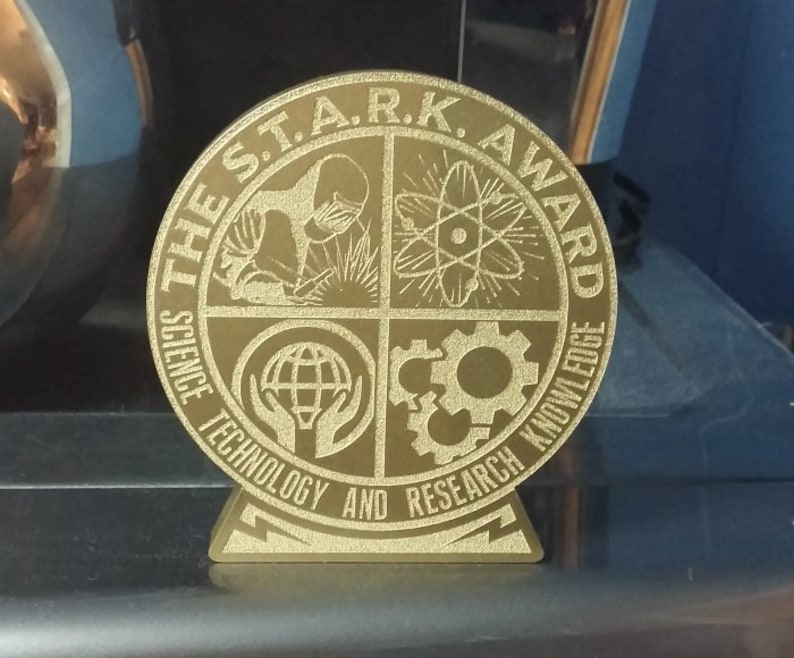 THE S.T.A.R.K. AWARD
SCIENCE TECHNOLOGY AND RESEARCH KNOWLEDGE